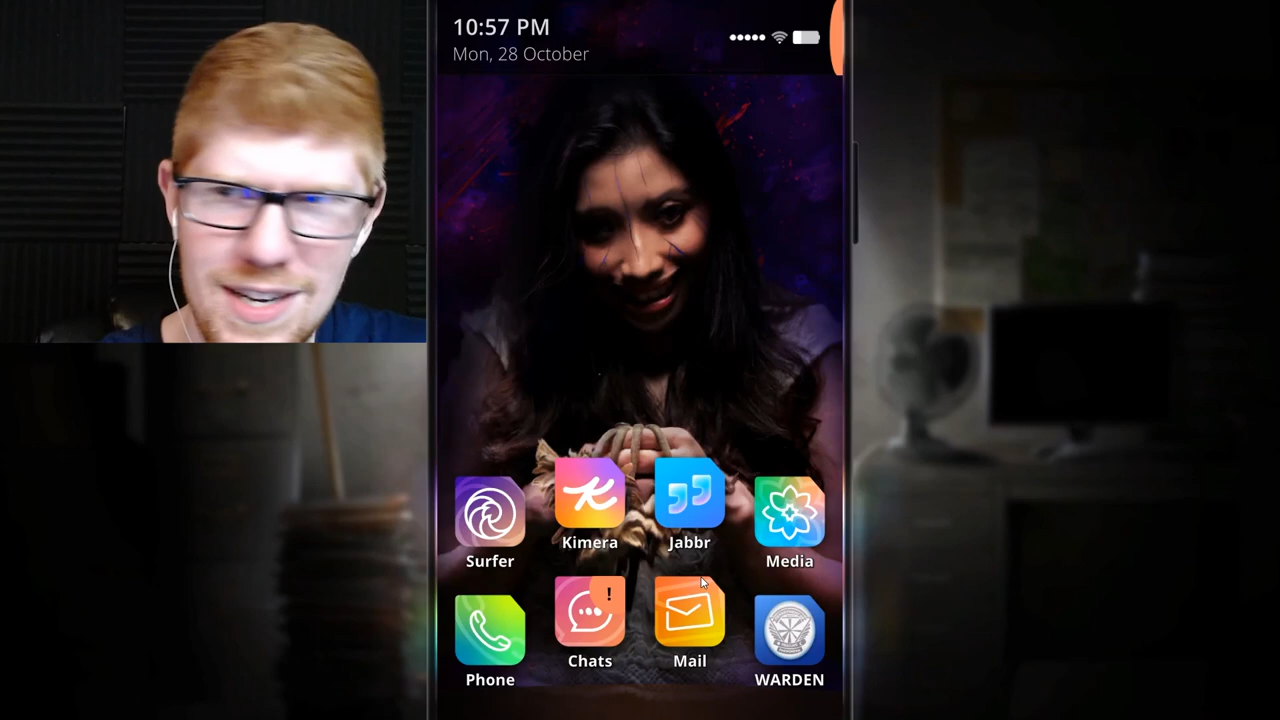 10:57 PM
Mon, 28 October
Kimera
Jabbr
Surfer
Media
!
Chats
Mail
Phone
WARDEN